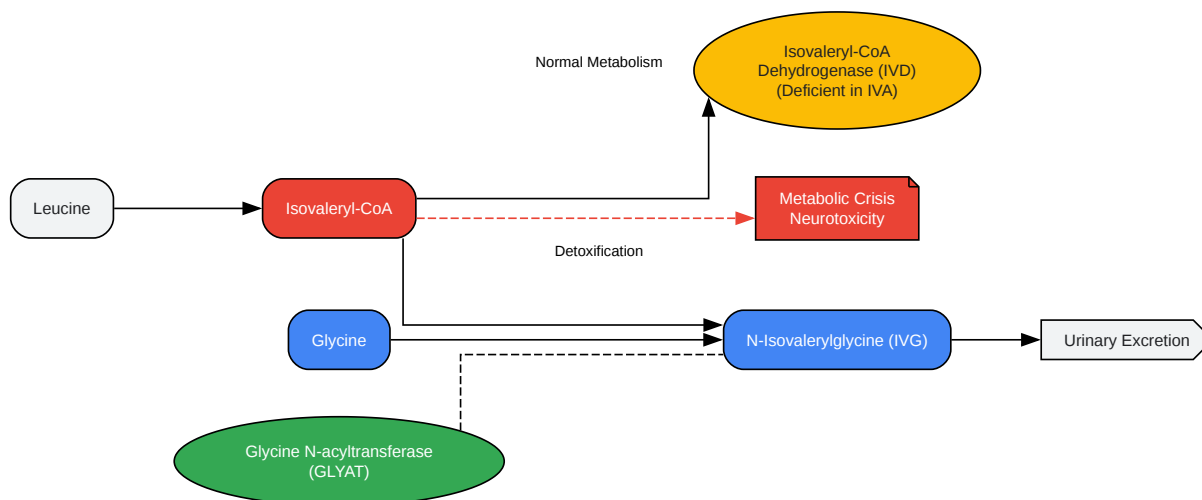 Normal Metabolism
Isovaleryl-CoA
Dehydrogenase (IVD)
(Deficient in IVA)
Leucine
Isovaleryl-CoA
Metabolic Crisis
Neurotoxicity
Detoxification
Glycine
N-Isovalerylglycine (IVG)
Urinary Excretion
Glycine N-acyltransferase
(GLYAT)